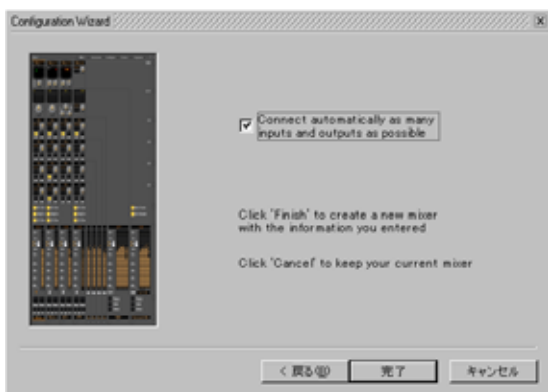 Configuration Wizard
Connect automatically as many
inputs and outputs as possible
Click 'Finish' to create a new mixer
with the information you entered
Click 'Cancel' to keep your current mixer
< 戻る(B)
完了
キャンセル